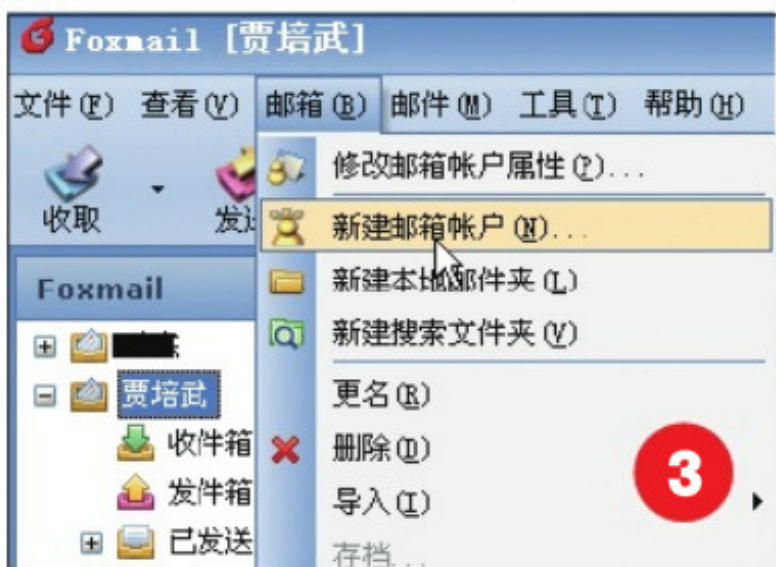 Foxmail [贾培武]
文件(F) 查看(V) 邮箱(B) 邮件(M) 工具(T) 帮助(H)
收取
修改邮箱帐户属性(P)...
新建邮箱帐户(N)...
新建本地邮件夹(L)
新建搜索文件夹(V)
更名(R)
删除(D)
导入(I)
存档...
Foxmail
贾培武
收件箱
发件箱
已发送
3